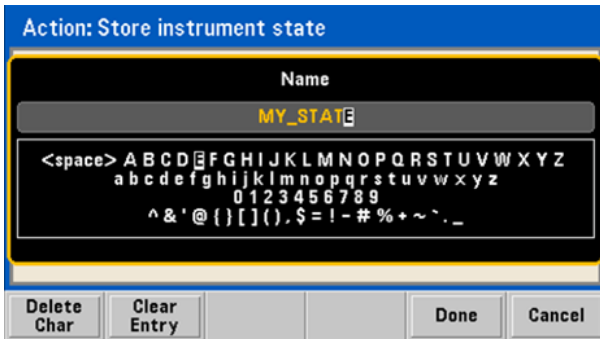 Action: Store instrument state
Name
MY_STATE
<space> A B C D E F G H I J K L M N O P Q R S T U V W X Y Z
a b c d e f g h i j k l m n o p q r s t u v w x y z
0 1 2 3 4 5 6 7 8 9
^ & ' @ { } [ ] ( ) , $ = ! - # % + ~ ` . _
Delete Char
Clear Entry
Done
Cancel